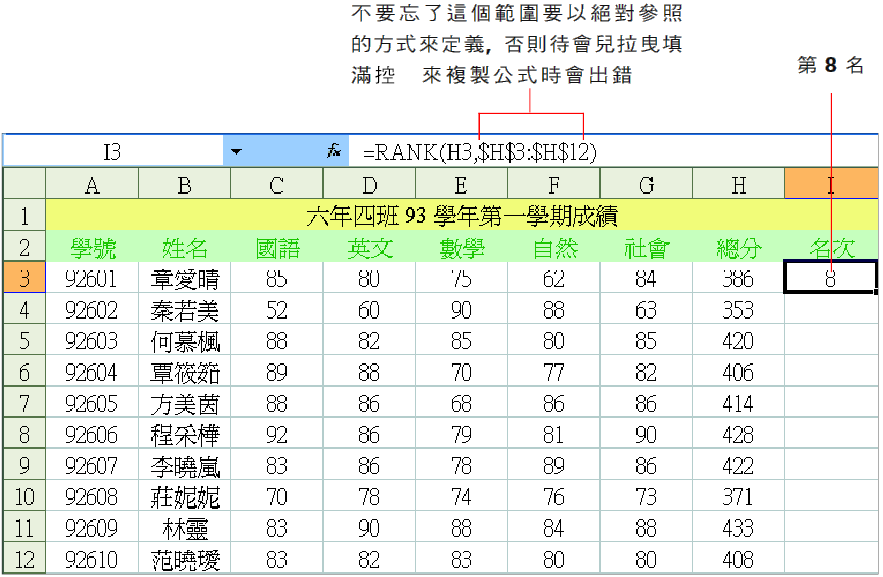 不要忘了這個範圍要以絕對參照
的方式來定義, 否則待會兒拉曳填
滿控 來複製公式時會出錯
第 8 名
I3 =RANK(H3,$H$3:$H$12)
A B C D E F G H I
1 六年四班 93 學年第一學期成績
2 學號 姓名 國語 英文 數學 自然 社會 總分 名次
3 92601 章愛晴 85 80 75 62 84 386 8
4 92602 秦若美 52 60 90 88 63 353
5 92603 何慕楓 88 82 85 80 85 420
6 92604 覃筱筎 89 88 70 77 82 406
7 92605 方美茵 88 86 68 86 86 414
8 92606 程采樺 92 86 79 81 90 428
9 92607 李曉嵐 83 86 78 89 86 422
10 92608 莊妮妮 70 78 74 76 73 371
11 92609 林靈 83 90 88 84 88 433
12 92610 范曉璦 83 82 83 80 80 408